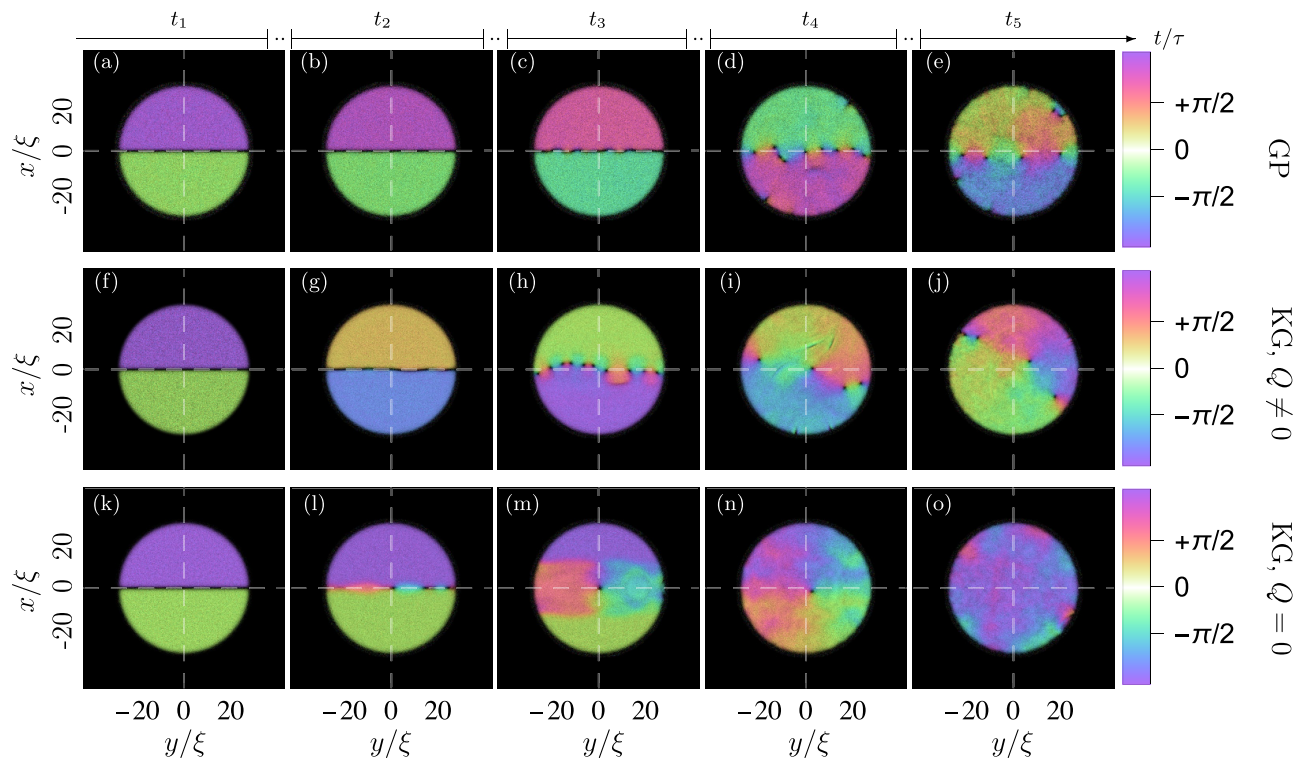 t₁ t₂ t₃ t₄ t₅
.. .. .. .. t/τ
(a) (b) (c) (d) (e)
x/ξ 20 0 -20
+π/2
0
−π/2
GP
(f) (g) (h) (i) (j)
x/ξ 20 0 -20
+π/2
0
−π/2
KG, Q ≠ 0
(k) (l) (m) (n) (o)
x/ξ 20 0 -20
+π/2
0
−π/2
KG, Q = 0
−20 0 20 −20 0 20 −20 0 20 −20 0 20 −20 0 20
y/ξ y/ξ y/ξ y/ξ y/ξ